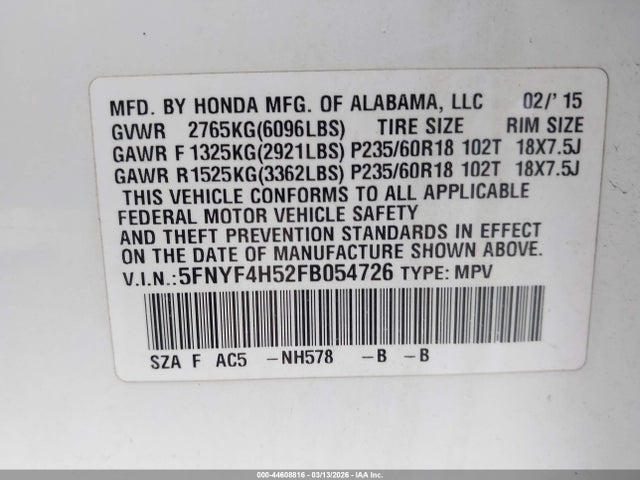 MFD. BY HONDA MFG. OF ALABAMA, LLC 02/'15
GVWR 2765KG(6096LBS) TIRE SIZE RIM SIZE
GAWR F 1325KG(2921LBS) P235/60R18 102T 18X7.5J
GAWR R1525KG(3362LBS) P235/60R18 102T 18X7.5J
THIS VEHICLE CONFORMS TO ALL APPLICABLE
FEDERAL MOTOR VEHICLE SAFETY
AND THEFT PREVENTION STANDARDS IN EFFECT
ON THE DATE OF MANUFACTURE SHOWN ABOVE.
V.I.N.:5FNYF4H52FB054726 TYPE: MPV
SZA F AC5 -NH578 -B -B
000-44608816 - 03/13/2026 - IAA Inc.